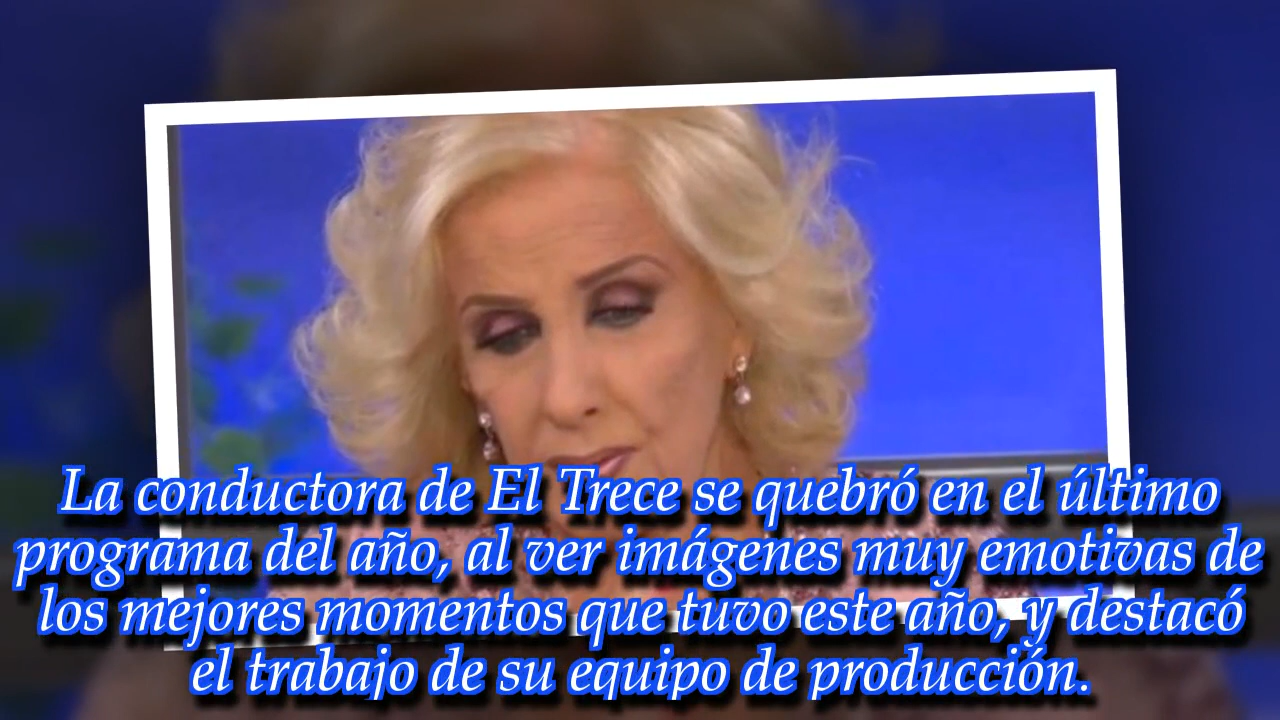 La conductora de El Trece se quebró en el último
programa del año, al ver imágenes muy emotivas de
los mejores momentos que tuvo este año, y destacó
el trabajo de su equipo de producción.